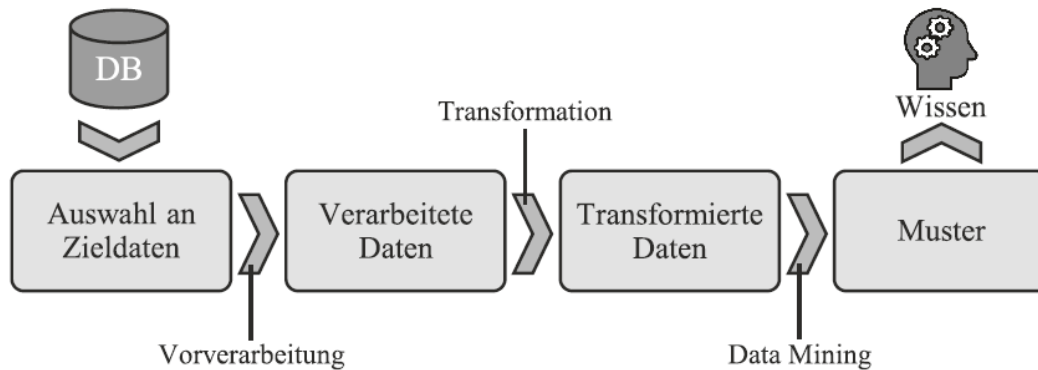 DB
Wissen
Transformation
Auswahl an
Zieldaten
Verarbeitete
Daten
Transformierte
Daten
Muster
Vorverarbeitung
Data Mining